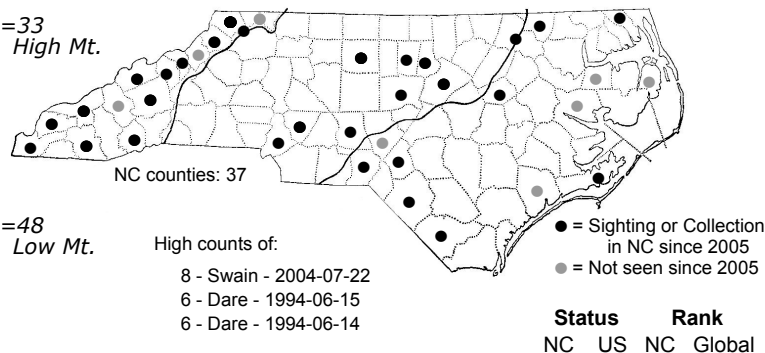 =33
High Mt.
NC counties: 37
=48
Low Mt.
High counts of:
8 - Swain - 2004-07-22
6 - Dare - 1994-06-15
6 - Dare - 1994-06-14
● = Sighting or Collection
in NC since 2005
● = Not seen since 2005
Status Rank
NC US NC Global